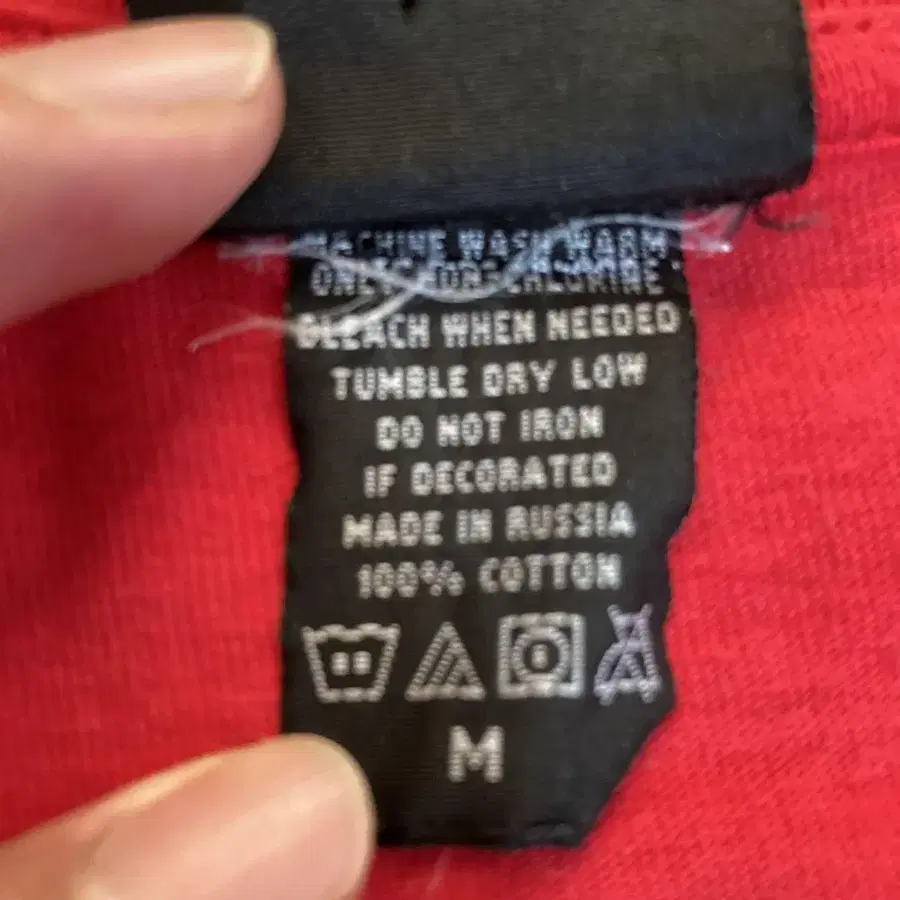 MACHINE WASH WARM
ONLY NON-CHLORINE
BLEACH WHEN NEEDED
TUMBLE DRY LOW
DO NOT IRON
IF DECORATED
MADE IN RUSSIA
100% COTTON
M